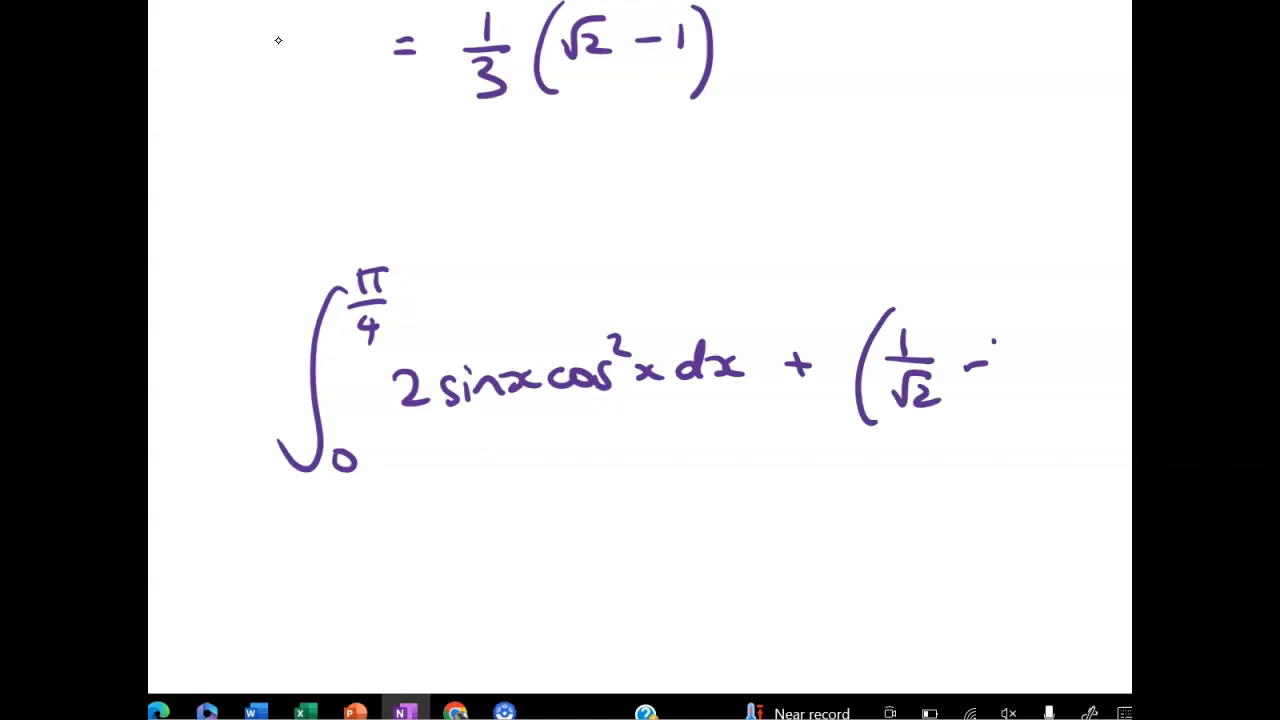 = 1/3 (√2 − 1)
∫₀^(π/4) 2 sinx cos²x dx + (1/√2 −
Near record